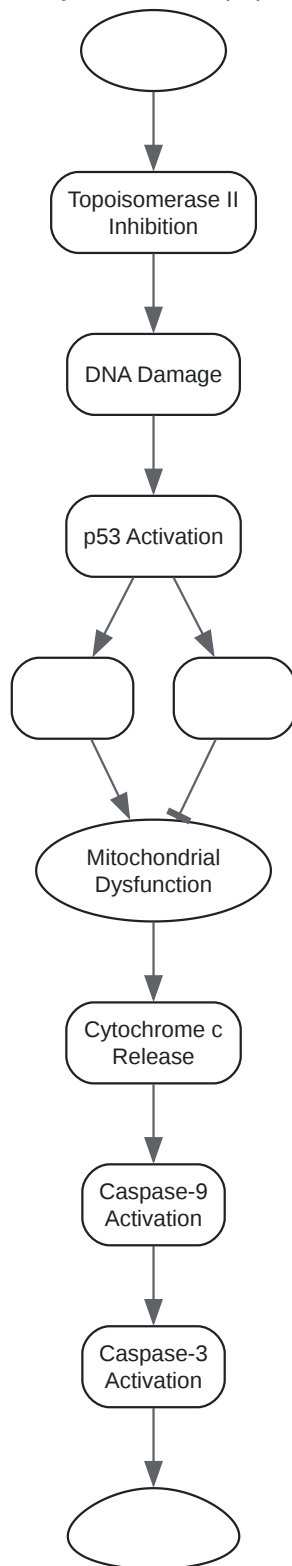 Topoisomerase II
Inhibition
DNA Damage
p53 Activation
Mitochondrial
Dysfunction
Cytochrome c
Release
Caspase-9
Activation
Caspase-3
Activation